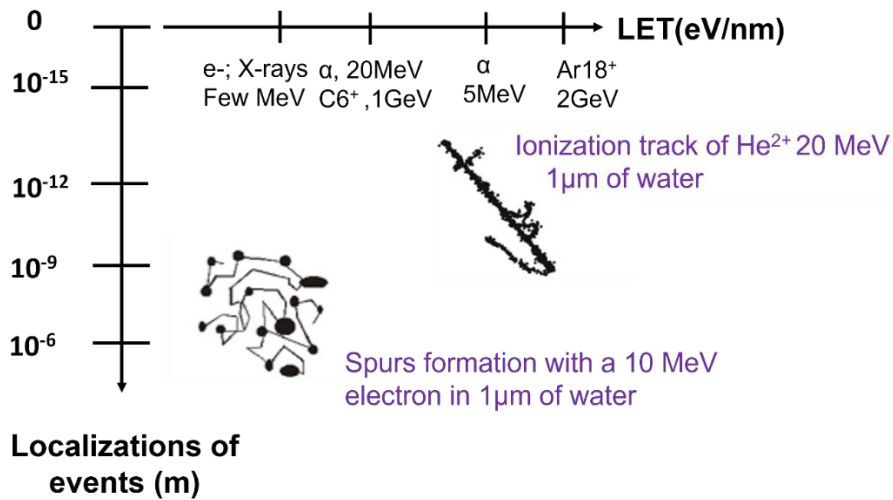 0
LET(eV/nm)
e-; X-rays
Few MeV
α, 20MeV
C6⁺ ,1GeV
α
5MeV
Ar18⁺
2GeV
10⁻¹⁵
Ionization track of He²⁺ 20 MeV
1μm of water
10⁻¹²
10⁻⁹
10⁻⁶
Spurs formation with a 10 MeV
electron in 1μm of water
Localizations of
events (m)